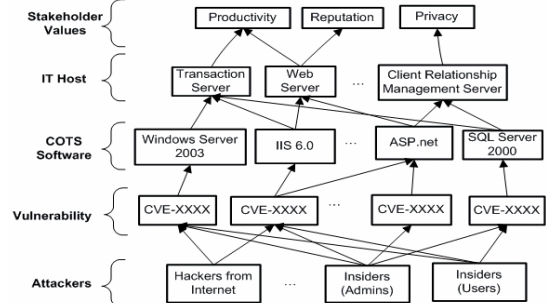 Stakeholder
Values
Productivity
Reputation
Privacy
IT Host
Transaction
Server
Web
Server
...
Client Relationship
Management Server
COTS
Software
Windows Server
2003
IIS 6.0
...
ASP.net
SQL Server
2000
Vulnerability
CVE-XXXX
CVE-XXXX
...
CVE-XXXX
CVE-XXXX
Attackers
Hackers from
Internet
...
Insiders
(Admins)
Insiders
(Users)